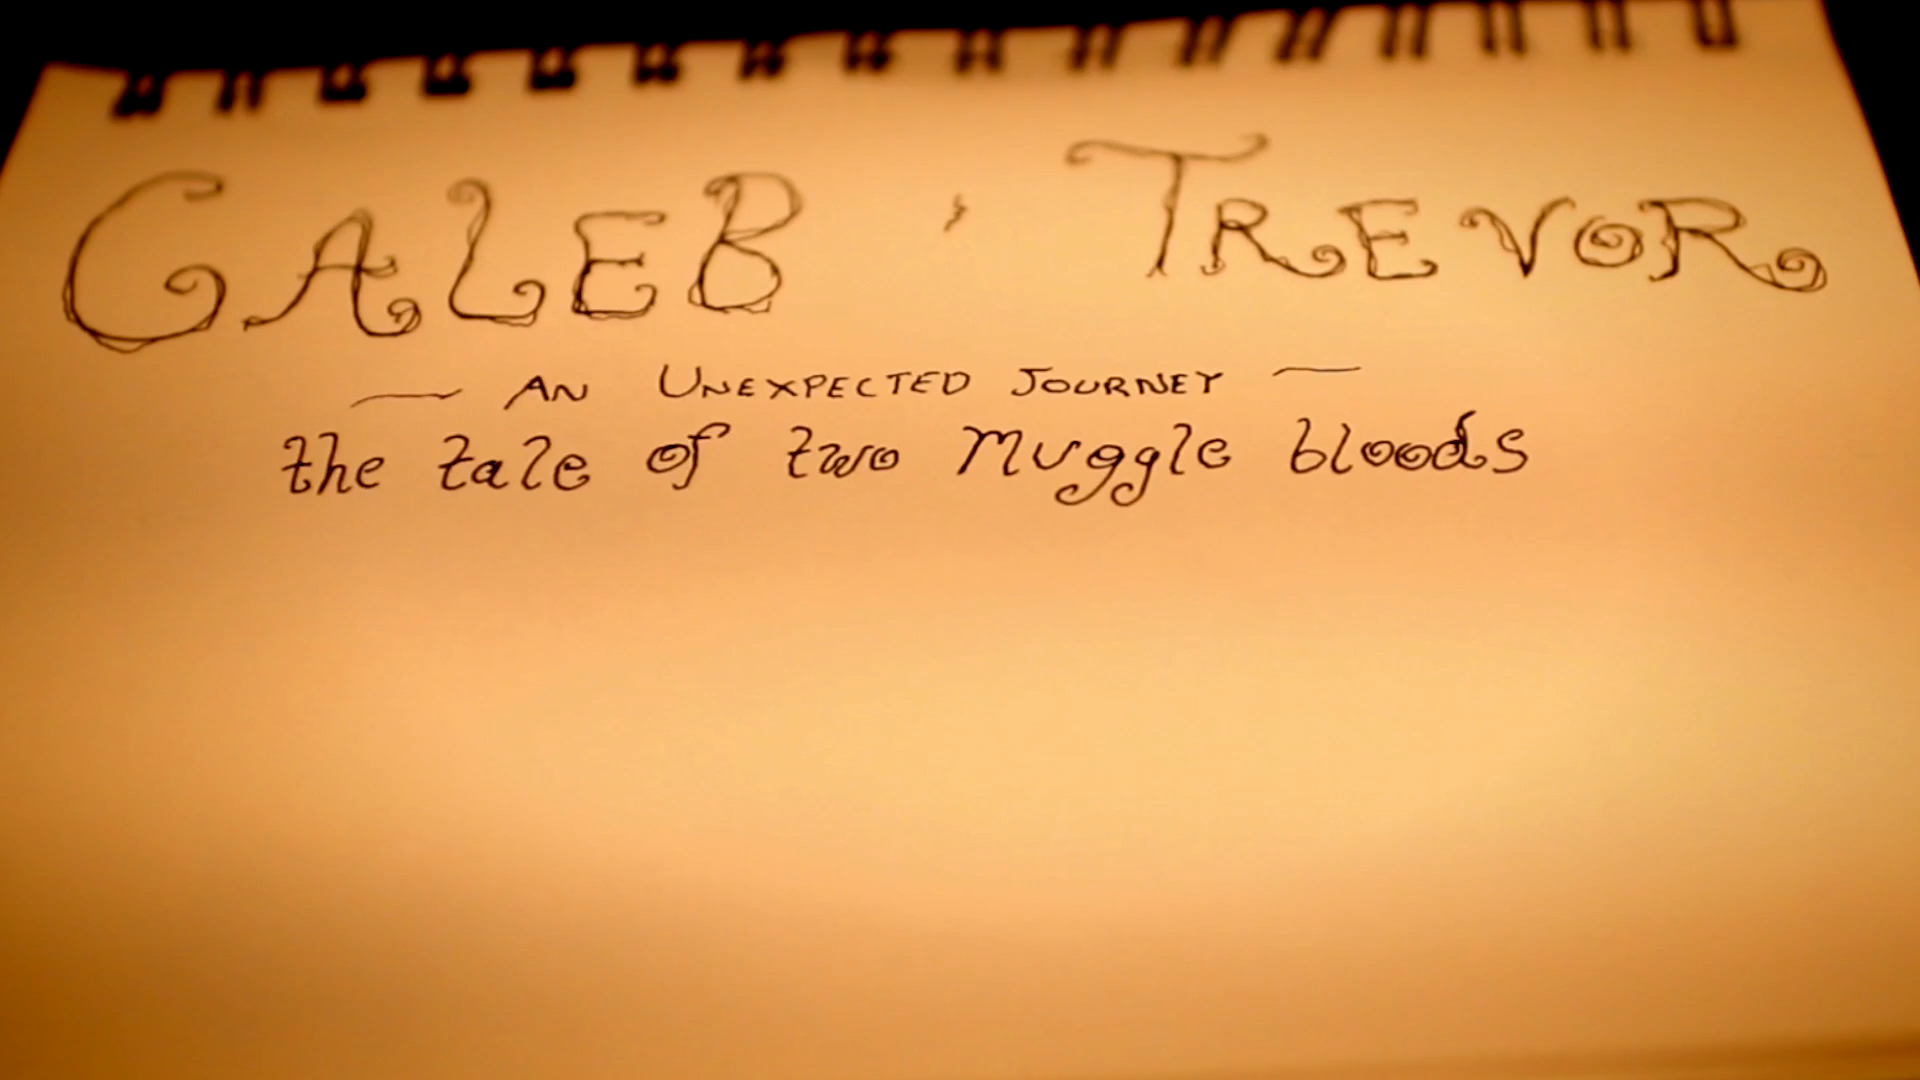 CALEB & TREVOR
— AN UNEXPECTED JOURNEY —
the tale of two Muggle bloods